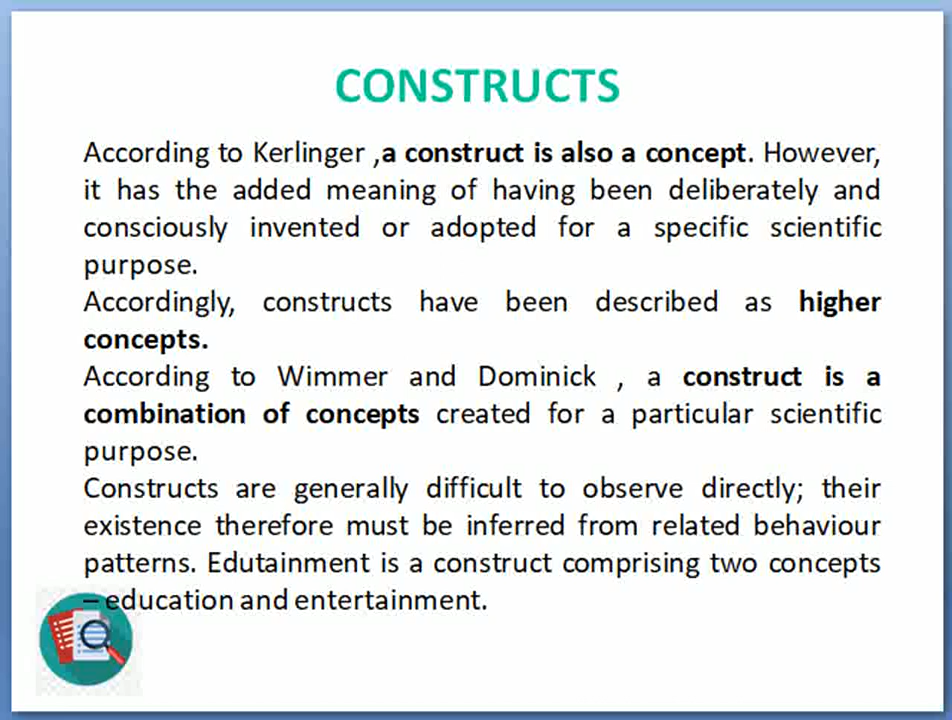 CONSTRUCTS
According to Kerlinger ,a construct is also a concept. However,
it has the added meaning of having been deliberately and
consciously invented or adopted for a specific scientific
purpose.
Accordingly, constructs have been described as higher
concepts.
According to Wimmer and Dominick , a construct is a
combination of concepts created for a particular scientific
purpose.
Constructs are generally difficult to observe directly; their
existence therefore must be inferred from related behaviour
patterns. Edutainment is a construct comprising two concepts
– education and entertainment.